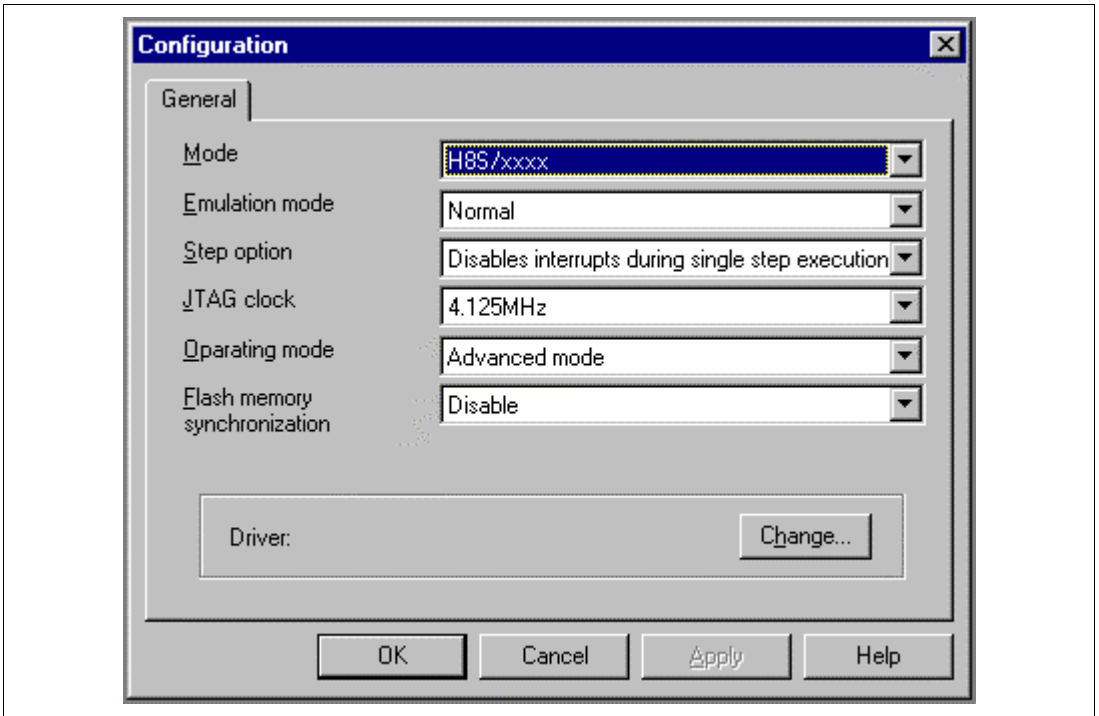 Configuration
General
Mode
H8S/xxxx
Emulation mode
Normal
Step option
Disables interrupts during single step execution
JTAG clock
4.125MHz
Oparating mode
Advanced mode
Flash memory
synchronization
Disable
Driver:
Change...
OK
Cancel
Apply
Help